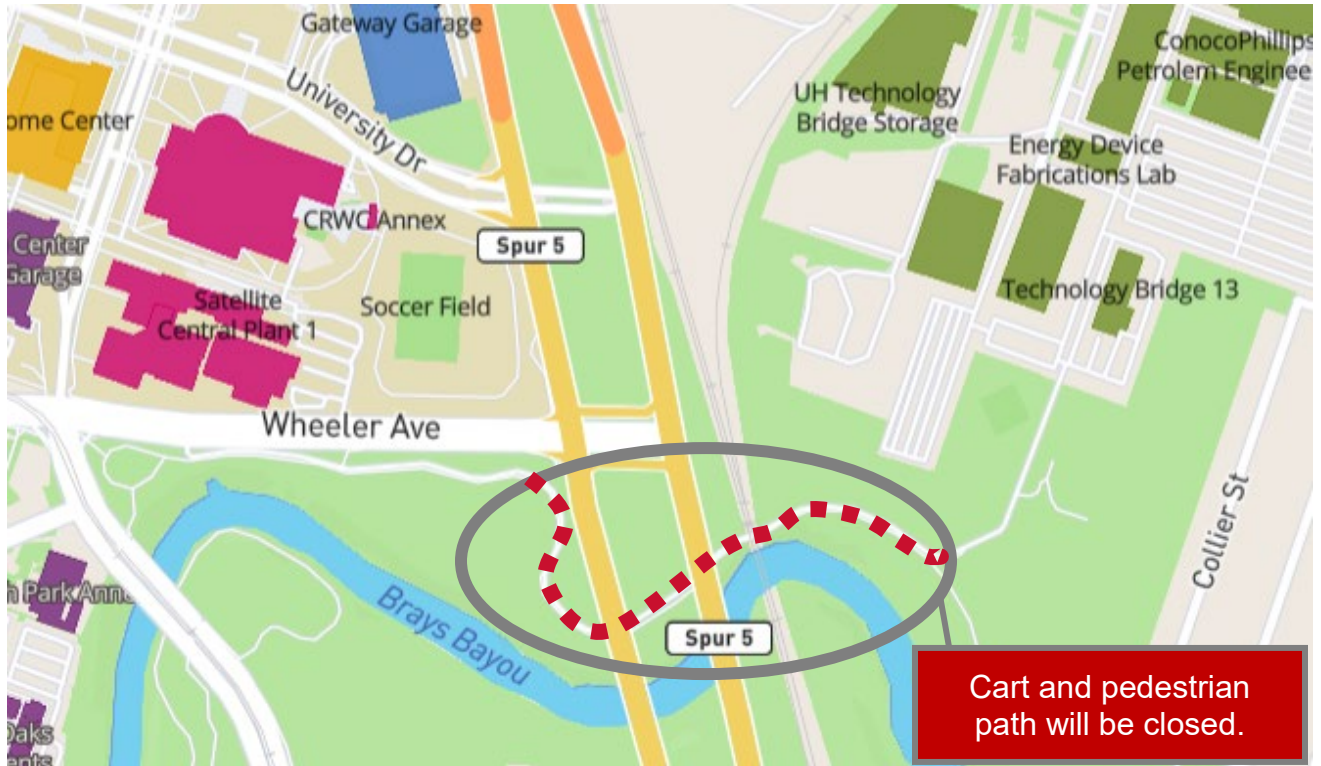 Gateway Garage
ConocoPhillips
Petrolem Enginee
University Dr
UH Technology
Bridge Storage
ome Center
Energy Device
Fabrications Lab
CRWC Annex
Center
Garage
Spur 5
Soccer Field
Satellite
Central Plant 1
Technology Bridge 13
Wheeler Ave
Collier St
Park Ann
Brays Bayou
Spur 5
Cart and pedestrian
path will be closed.
Oaks
ents